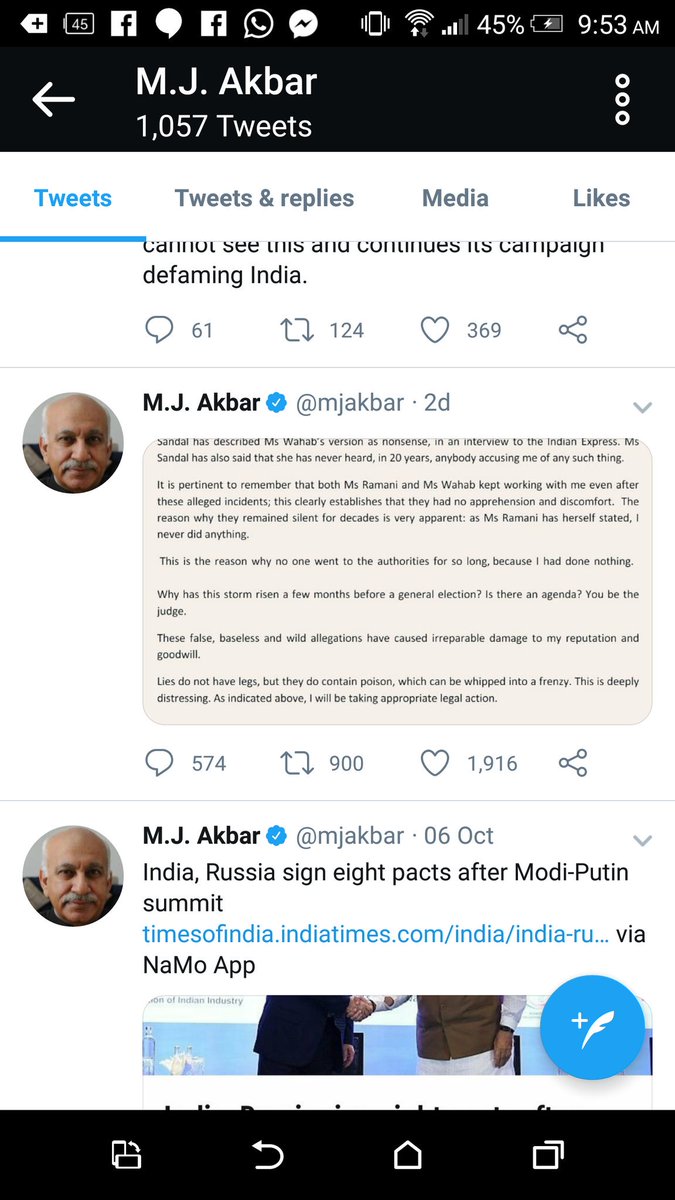 45
45%
9:53 AM
M.J. Akbar
1,057 Tweets
Tweets
Tweets & replies
Media
Likes
cannot see this and continues its campaign
defaming India.
61
124
369
M.J. Akbar @mjakbar · 2d
Sandal has described Ms Wahab's version as nonsense, in an interview to the Indian Express. Ms
Sandal has also said that she has never heard, in 20 years, anybody accusing me of any such thing.
It is pertinent to remember that both Ms Ramani and Ms Wahab kept working with me even after
these alleged incidents; this clearly establishes that they had no apprehension and discomfort. The
reason why they remained silent for decades is very apparent: as Ms Ramani has herself stated, I
never did anything.
This is the reason why no one went to the authorities for so long, because I had done nothing.
Why has this storm risen a few months before a general election? Is there an agenda? You be the
judge.
These false, baseless and wild allegations have caused irreparable damage to my reputation and
goodwill.
Lies do not have legs, but they do contain poison, which can be whipped into a frenzy. This is deeply
distressing. As indicated above, I will be taking appropriate legal action.
574
900
1,916
M.J. Akbar @mjakbar · 06 Oct
India, Russia sign eight pacts after Modi-Putin
summit
timesofindia.indiatimes.com/india/india-ru... via
NaMo App
on of Indian Industry